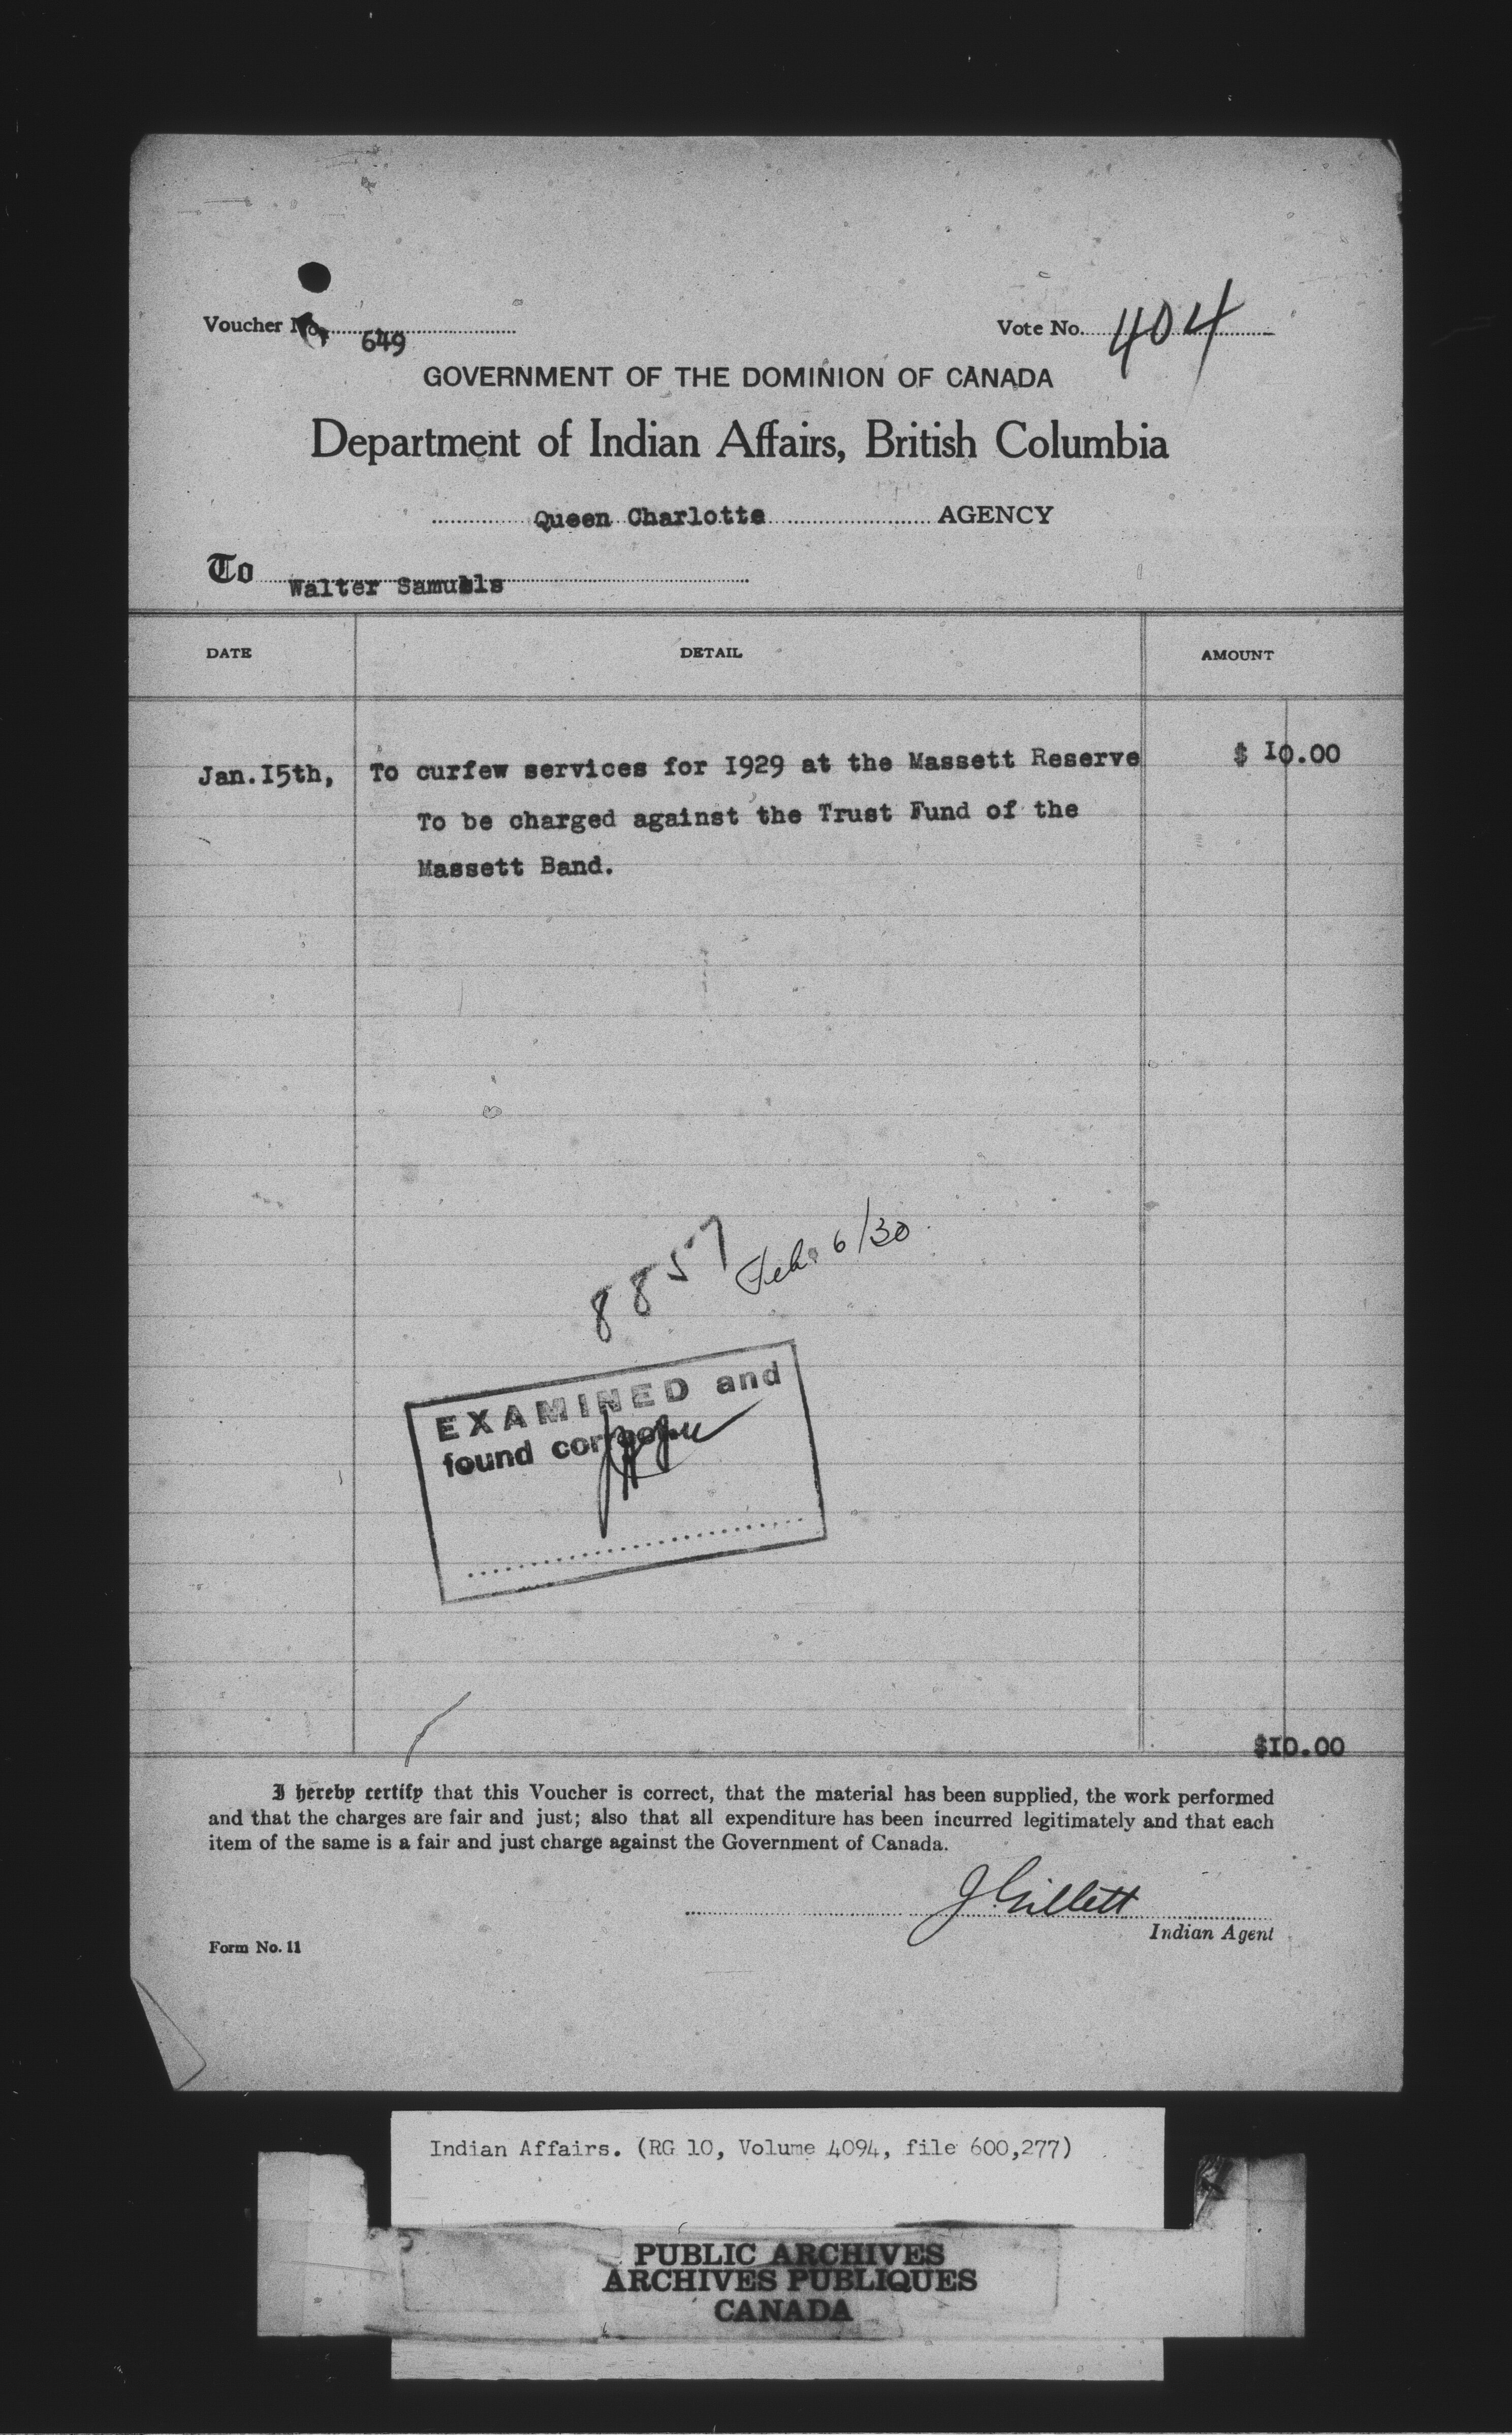 Voucher No. 649
Vote No. 404
GOVERNMENT OF THE DOMINION OF CANADA
Department of Indian Affairs, British Columbia
Queen Charlotte AGENCY
To Walter Samuels
DATE DETAIL AMOUNT
Jan.15th, To curfew services for 1929 at the Massett Reserve $ 10.00
To be charged against the Trust Fund of the
Massett Band.
8857 Feb. 6/30
EXAMINED and
found correct.
$10.00
I hereby certify that this Voucher is correct, that the material has been supplied, the work performed
and that the charges are fair and just; also that all expenditure has been incurred legitimately and that each
item of the same is a fair and just charge against the Government of Canada.
J Gillett
Indian Agent
Form No. 11
Indian Affairs. (RG 10, Volume 4094, file 600,277)
PUBLIC ARCHIVES
ARCHIVES PUBLIQUES
CANADA